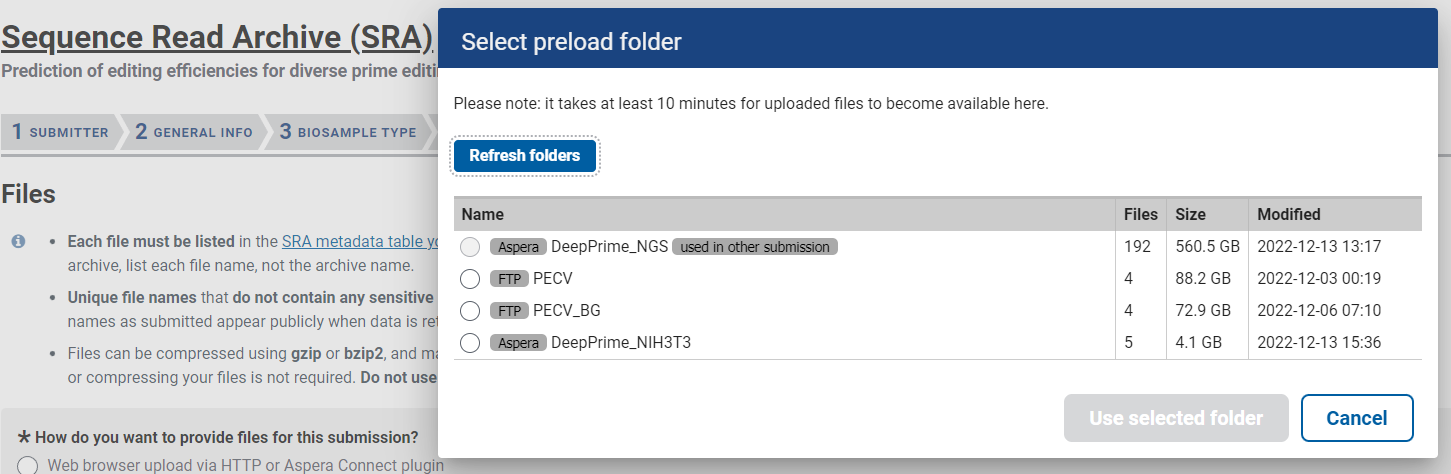 Sequence Read Archive (SRA)
Prediction of editing efficiencies for diverse prime
1 SUBMITTER 2 GENERAL INFO 3 BIOSAMPLE TYPE
Files
Each file must be listed in the SRA metadata table
archive, list each file name, not the archive name.
Unique file names that do not contain any sensitive
names as submitted appear publicly when data is
Files can be compressed using gzip or bzip2, and
or compressing your files is not required. Do not use
* How do you want to provide files for this submission?
Web browser upload via HTTP or Aspera Connect plugin
Select preload folder
Please note: it takes at least 10 minutes for uploaded files to become available here.
Refresh folders
Name Files Size Modified
Aspera DeepPrime_NGS used in other submission 192 560.5 GB 2022-12-13 13:17
FTP PECV 4 88.2 GB 2022-12-03 00:19
FTP PECV_BG 4 72.9 GB 2022-12-06 07:10
Aspera DeepPrime_NIH3T3 5 4.1 GB 2022-12-13 15:36
Use selected folder Cancel